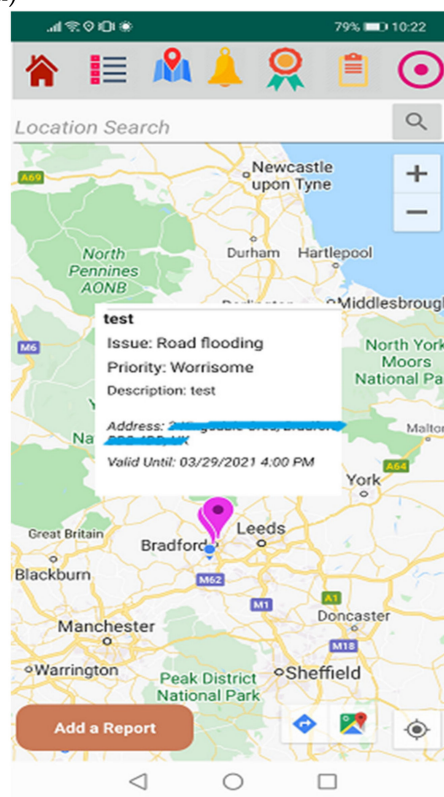 79% 10:22
Location Search
A69
Newcastle
upon Tyne
+
−
North
Pennines
AONB
Durham
Hartlepool
Middlesbroug
test
Issue: Road flooding
Priority: Worrisome
Description: test
Address:
Valid Until: 03/29/2021 4:00 PM
M6
North York
Moors
National Pa
Malto
A64
York
Great Britain
Bradford
Leeds
Blackburn
M62
M1
A1
Doncaster
Manchester
M18
Warrington
Peak District
National Park
Sheffield
Add a Report